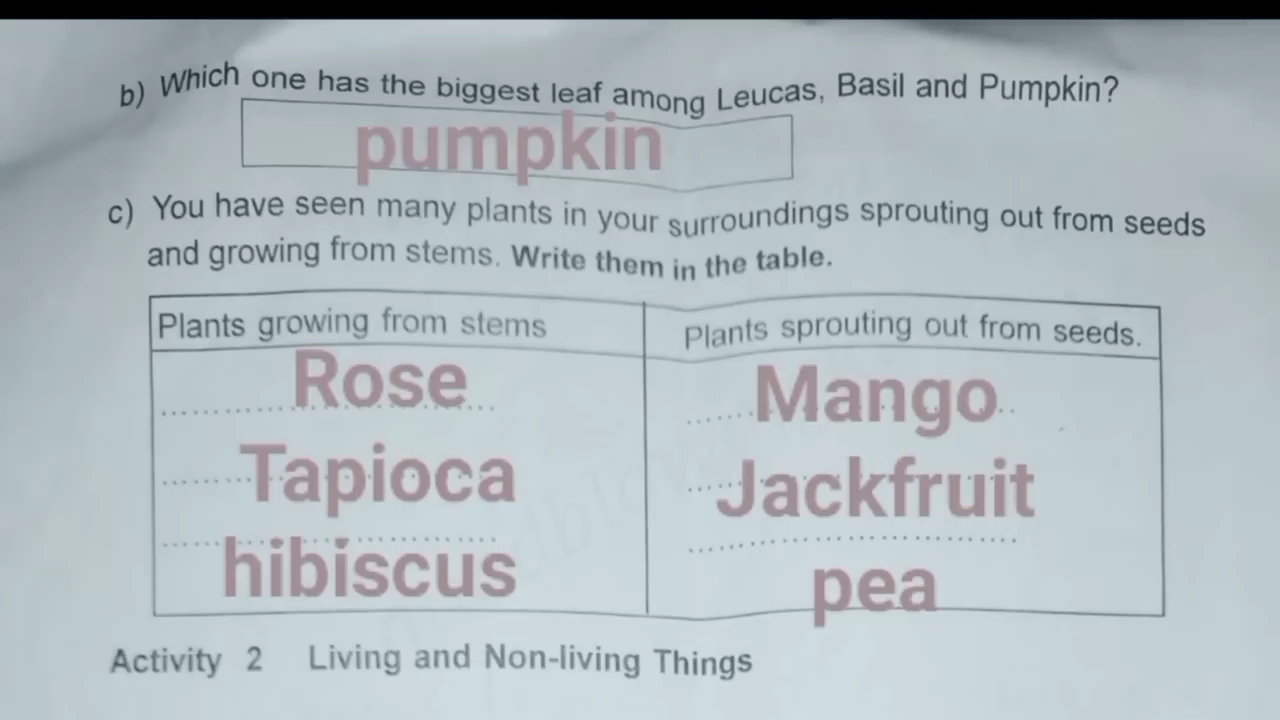 b) Which one has the biggest leaf among Leucas, Basil and Pumpkin?
pumpkin
c) You have seen many plants in your surroundings sprouting out from seeds
and growing from stems. Write them in the table.
Plants growing from stems
Plants sprouting out from seeds.
Rose
Mango
Tapioca
Jackfruit
hibiscus
pea
Activity 2 Living and Non-living Things